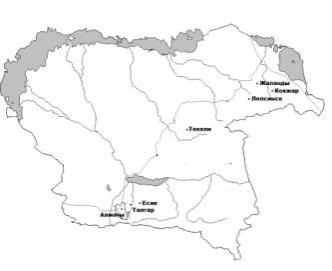 Жаланды
Кокжар
Лепсинск
Текели
Есик
Талгар
Алматы